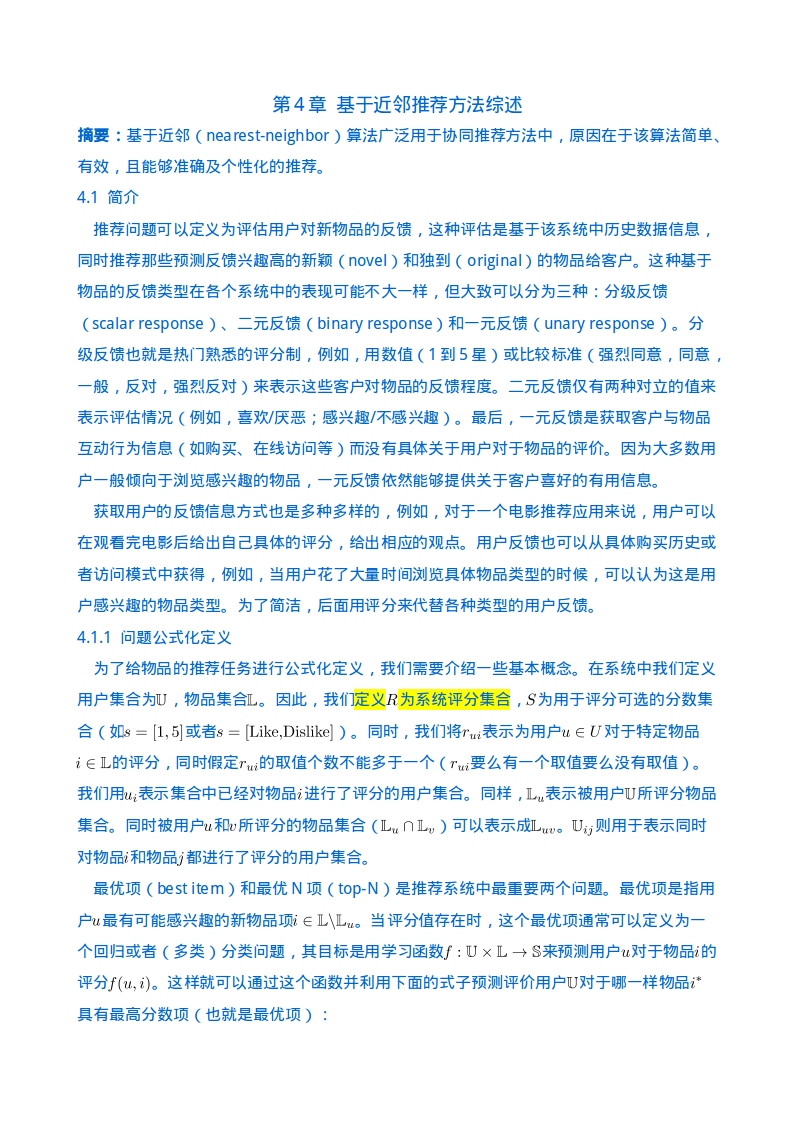 第 4 章 基于近邻推荐方法综述
摘要：基于近邻（nearest-neighbor）算法广泛用于协同推荐方法中，原因在于该算法简单、
有效，且能够准确及个性化的推荐。
4.1 简介
推荐问题可以定义为评估用户对新物品的反馈，这种评估是基于该系统中历史数据信息，
同时推荐那些预测反馈兴趣高的新颖（novel）和独到（original）的物品给客户。这种基于
物品的反馈类型在各个系统中的表现可能不大一样，但大致可以分为三种：分级反馈
（scalar response）、二元反馈（binary response）和一元反馈（unary response）。分
级反馈也就是热门熟悉的评分制，例如，用数值（1 到 5 星）或比较标准（强烈同意，同意，
一般，反对，强烈反对）来表示这些客户对物品的反馈程度。二元反馈仅有两种对立的值来
表示评估情况（例如，喜欢/厌恶；感兴趣/不感兴趣）。最后，一元反馈是获取客户与物品
互动行为信息（如购买、在线访问等）而没有具体关于用户对于物品的评价。因为大多数用
户一般倾向于浏览感兴趣的物品，一元反馈依然能够提供关于客户喜好的有用信息。
获取用户的反馈信息方式也是多种多样的，例如，对于一个电影推荐应用来说，用户可以
在观看完电影后给出自己具体的评分，给出相应的观点。用户反馈也可以从具体购买历史或
者访问模式中获得，例如，当用户花了大量时间浏览具体物品类型的时候，可以认为这是用
户感兴趣的物品类型。为了简洁，后面用评分来代替各种类型的用户反馈。
4.1.1 问题公式化定义
为了给物品的推荐任务进行公式化定义，我们需要介绍一些基本概念。在系统中我们定义
用户集合为𝕌，物品集合𝕃。因此，我们定义R为系统评分集合，S为用于评分可选的分数集
合（如s = [1, 5]或者s = [Like,Dislike]）。同时，我们将r_{ui}表示为用户u ∈ U对于特定物品
i ∈ 𝕃的评分，同时假定r_{ui}的取值个数不能多于一个（r_{ui}要么有一个取值要么没有取值）。
我们用u_i表示集合中已经对物品i进行了评分的用户集合。同样，𝕃_u表示被用户𝕌所评分物品
集合。同时被用户u和v所评分的物品集合（𝕃_u ∩ 𝕃_v）可以表示成𝕃_{uv}。𝕌_{ij}则用于表示同时
对物品i和物品j都进行了评分的用户集合。
最优项（best item）和最优 N 项（top-N）是推荐系统中最重要两个问题。最优项是指用
户u最有可能感兴趣的新物品项i ∈ 𝕃\𝕃_u。当评分值存在时，这个最优项通常可以定义为一
个回归或者（多类）分类问题，其目标是用学习函数f : 𝕌 × 𝕃 → 𝕊来预测用户u对于物品i的
评分f(u, i)。这样就可以通过这个函数并利用下面的式子预测评价用户𝕌对于哪一样物品i*
具有最高分数项（也就是最优项）：